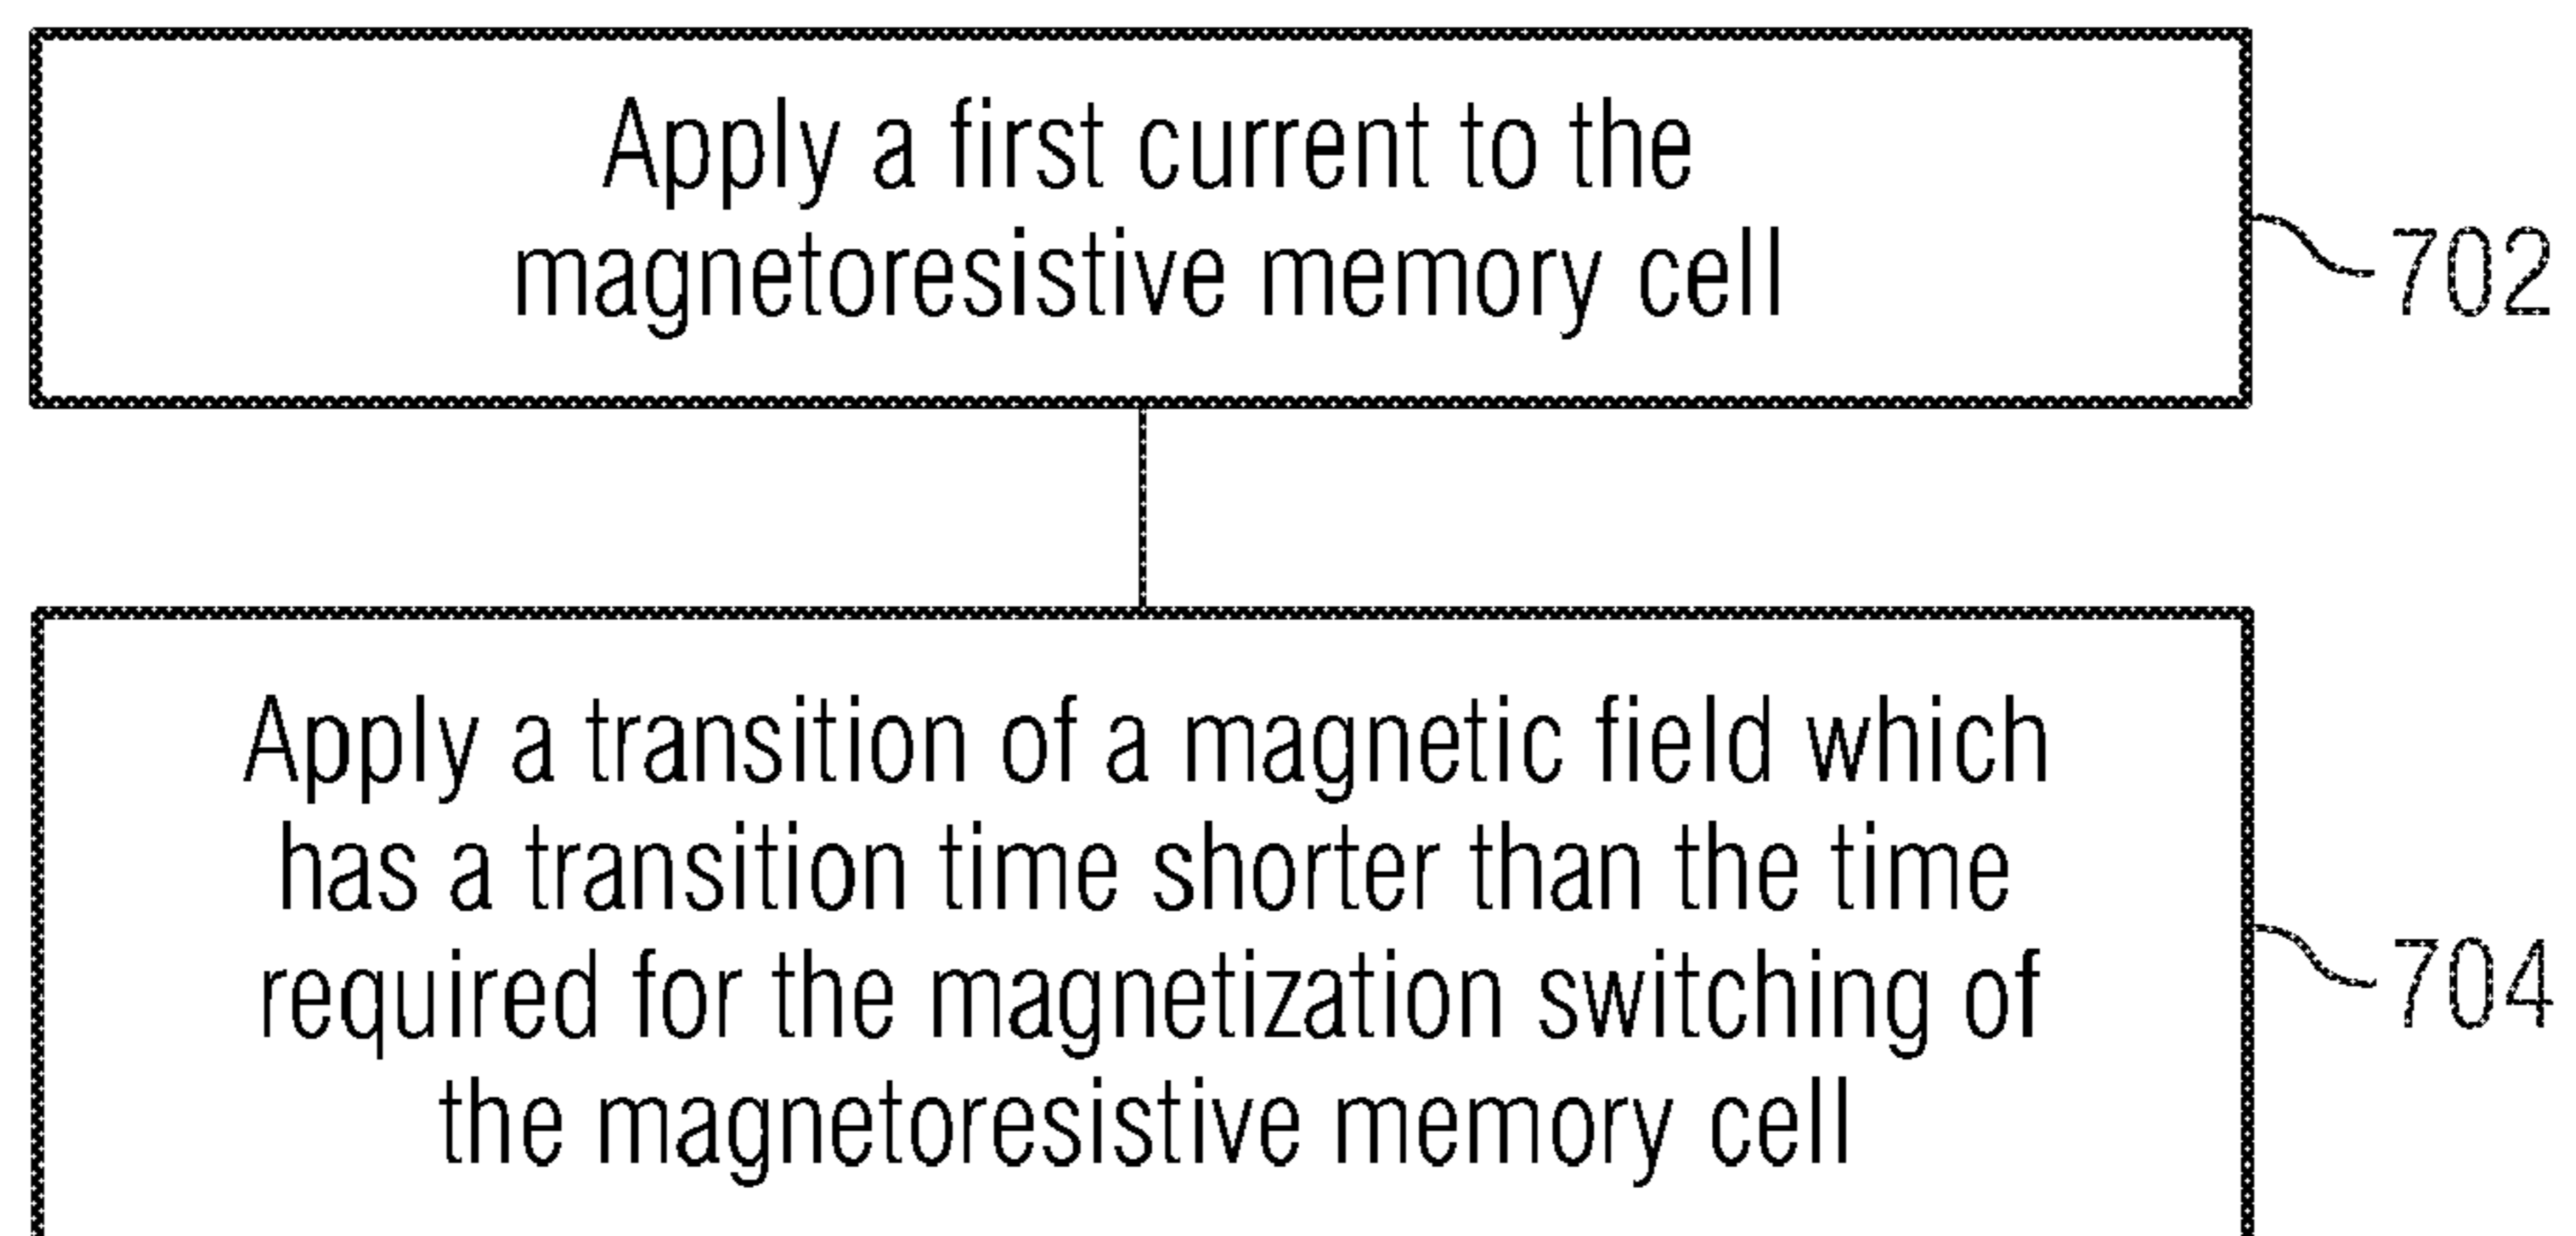 Apply a first current to the
magnetoresistive memory cell
702
Apply a transition of a magnetic field which
has a transition time shorter than the time
required for the magnetization switching of
the magnetoresistive memory cell
704